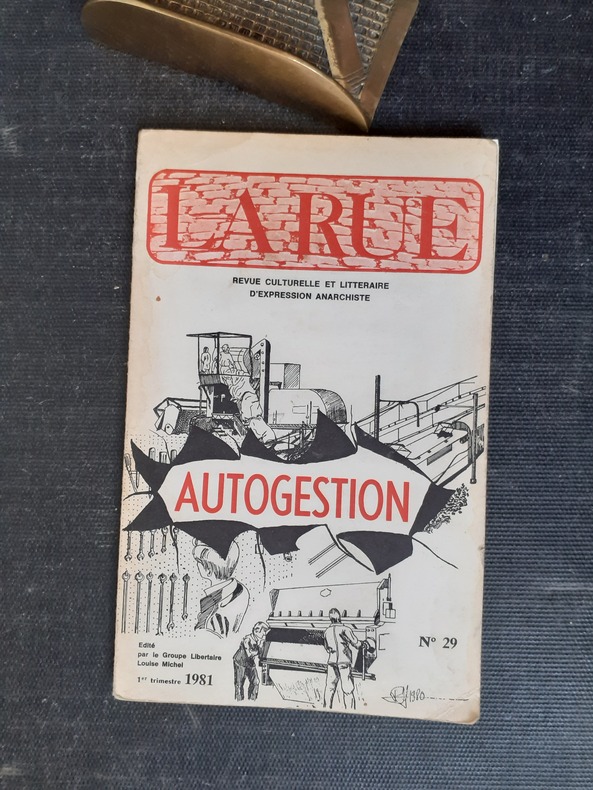 LA RUE
REVUE CULTURELLE ET LITTERAIRE
D'EXPRESSION ANARCHISTE
AUTOGESTION
N° 29
Edité
par le Groupe Libertaire
Louise Michel
1er trimestre 1981
1980